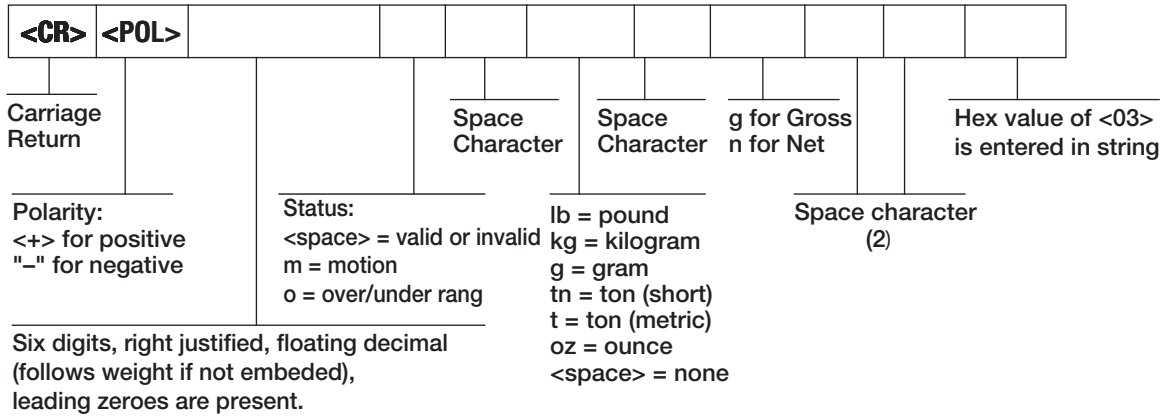 <CR> <POL>
Carriage
Return
Space
Character
Space
Character
g for Gross
n for Net
Hex value of <03>
is entered in string
Polarity:
<+> for positive
"–" for negative
Status:
<space> = valid or invalid
m = motion
o = over/under rang
lb = pound
kg = kilogram
g = gram
tn = ton (short)
t = ton (metric)
oz = ounce
<space> = none
Space character
(2)
Six digits, right justified, floating decimal
(follows weight if not embeded),
leading zeroes are present.